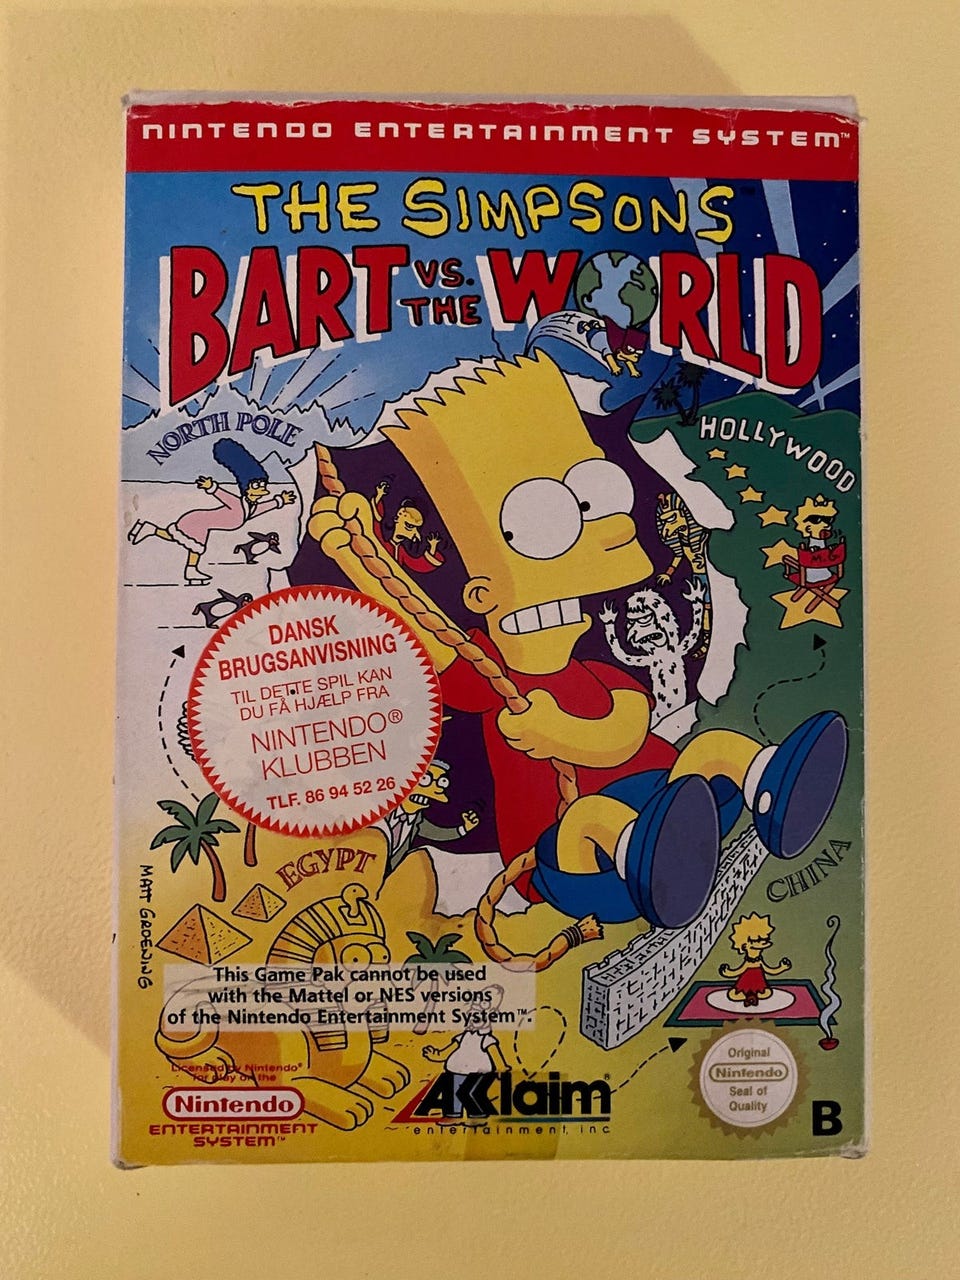 NINTENDO ENTERTAINMENT SYSTEM™
THE SIMPSONS™
BART VS. THE WORLD
NORTH POLE
HOLLYWOOD
M.G
DANSK
BRUGSANVISNING
TIL DETTE SPIL KAN
DU FÅ HJÆLP FRA
NINTENDO®
KLUBBEN
TLF. 86 94 52 26
EGYPT
CHINA
MATT GROENING
This Game Pak cannot be used
with the Mattel or NES versions
of the Nintendo Entertainment System™.
Licensed by Nintendo®
for play on the
Nintendo
ENTERTAINMENT
SYSTEM™
AKKlaim®
entertainment, inc.
Original
Nintendo
Seal of
Quality
B